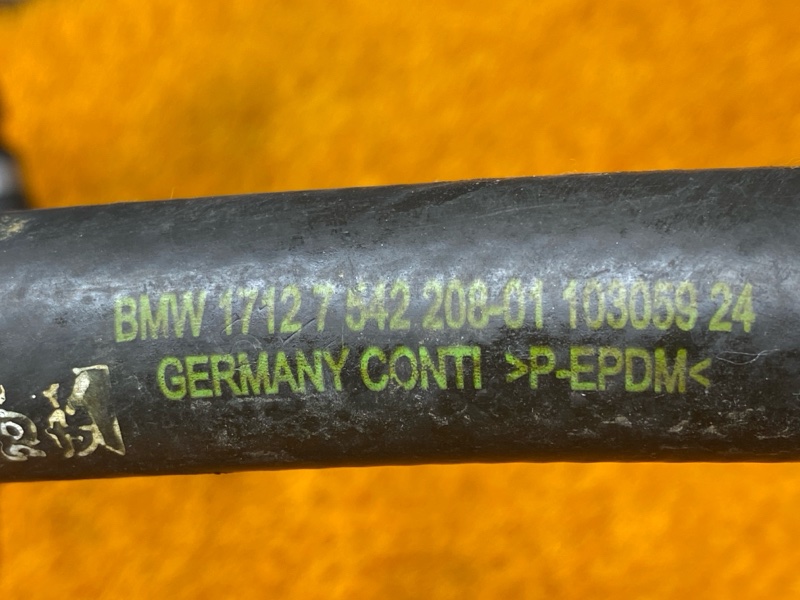 BMW 1712 7 542 208-01 103059 24
GERMANY CONTI >P-EPDM<